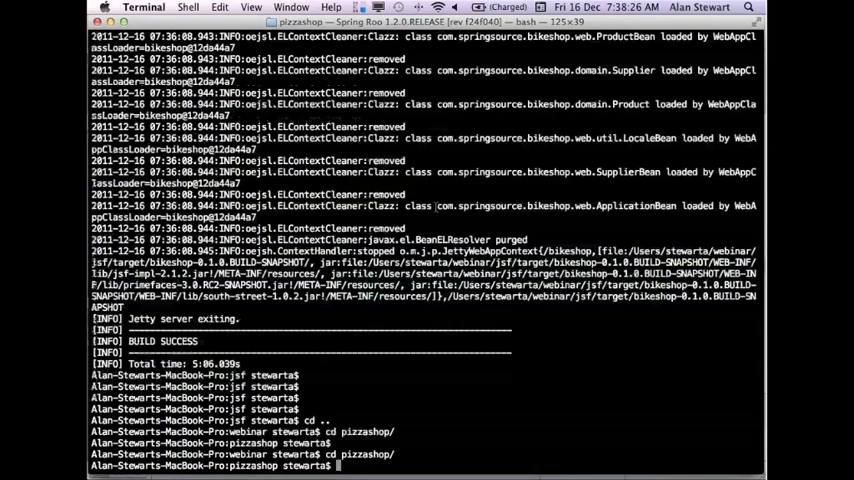 Terminal Shell Edit View Window Help (Charged) Fri 16 Dec 7:38:26 AM Alan Stewart
pizzashop — Spring Roo 1.2.0.RELEASE [rev f24f040] — bash — 125×39
2011-12-16 07:36:08.943:INFO:oejsl.ELContextCleaner:Clazz: class com.springsource.bikeshop.web.ProductBean loaded by WebAppCl
assLoader=bikeshop@12da44a7
2011-12-16 07:36:08.943:INFO:oejsl.ELContextCleaner:removed
2011-12-16 07:36:08.944:INFO:oejsl.ELContextCleaner:Clazz: class com.springsource.bikeshop.domain.Supplier loaded by WebAppCl
assLoader=bikeshop@12da44a7
2011-12-16 07:36:08.944:INFO:oejsl.ELContextCleaner:removed
2011-12-16 07:36:08.944:INFO:oejsl.ELContextCleaner:Clazz: class com.springsource.bikeshop.domain.Product loaded by WebAppCla
ssLoader=bikeshop@12da44a7
2011-12-16 07:36:08.944:INFO:oejsl.ELContextCleaner:removed
2011-12-16 07:36:08.944:INFO:oejsl.ELContextCleaner:Clazz: class com.springsource.bikeshop.web.util.LocaleBean loaded by WebA
ppClassLoader=bikeshop@12da44a7
2011-12-16 07:36:08.944:INFO:oejsl.ELContextCleaner:removed
2011-12-16 07:36:08.944:INFO:oejsl.ELContextCleaner:Clazz: class com.springsource.bikeshop.web.SupplierBean loaded by WebAppC
lassLoader=bikeshop@12da44a7
2011-12-16 07:36:08.944:INFO:oejsl.ELContextCleaner:removed
2011-12-16 07:36:08.944:INFO:oejsl.ELContextCleaner:Clazz: class com.springsource.bikeshop.web.ApplicationBean loaded by WebA
ppClassLoader=bikeshop@12da44a7
2011-12-16 07:36:08.944:INFO:oejsl.ELContextCleaner:removed
2011-12-16 07:36:08.944:INFO:oejsl.ELContextCleaner:javax.el.BeanELResolver purged
2011-12-16 07:36:08.945:INFO:oejsh.ContextHandler:stopped o.m.j.p.JettyWebAppContext{/bikeshop,[file:/Users/stewarta/webinar/
jsf/target/bikeshop-0.1.0.BUILD-SNAPSHOT/, jar:file:/Users/stewarta/webinar/jsf/target/bikeshop-0.1.0.BUILD-SNAPSHOT/WEB-INF/
lib/jsf-impl-2.1.2.jar!/META-INF/resources/, jar:file:/Users/stewarta/webinar/jsf/target/bikeshop-0.1.0.BUILD-SNAPSHOT/WEB-IN
F/lib/primefaces-3.0.RC2-SNAPSHOT.jar!/META-INF/resources/, jar:file:/Users/stewarta/webinar/jsf/target/bikeshop-0.1.0.BUILD-
SNAPSHOT/WEB-INF/lib/south-street-1.0.2.jar!/META-INF/resources/]},/Users/stewarta/webinar/jsf/target/bikeshop-0.1.0.BUILD-SN
APSHOT
[INFO] Jetty server exiting.
[INFO] ------------------------------------------------------------------------
[INFO] BUILD SUCCESS
[INFO] ------------------------------------------------------------------------
[INFO] Total time: 5:06.039s
Alan-Stewarts-MacBook-Pro:jsf stewarta$
Alan-Stewarts-MacBook-Pro:jsf stewarta$
Alan-Stewarts-MacBook-Pro:jsf stewarta$
Alan-Stewarts-MacBook-Pro:jsf stewarta$
Alan-Stewarts-MacBook-Pro:jsf stewarta$ cd ..
Alan-Stewarts-MacBook-Pro:webinar stewarta$ cd pizzashop/
Alan-Stewarts-MacBook-Pro:pizzashop stewarta$
Alan-Stewarts-MacBook-Pro:webinar stewarta$ cd pizzashop/
Alan-Stewarts-MacBook-Pro:pizzashop stewarta$